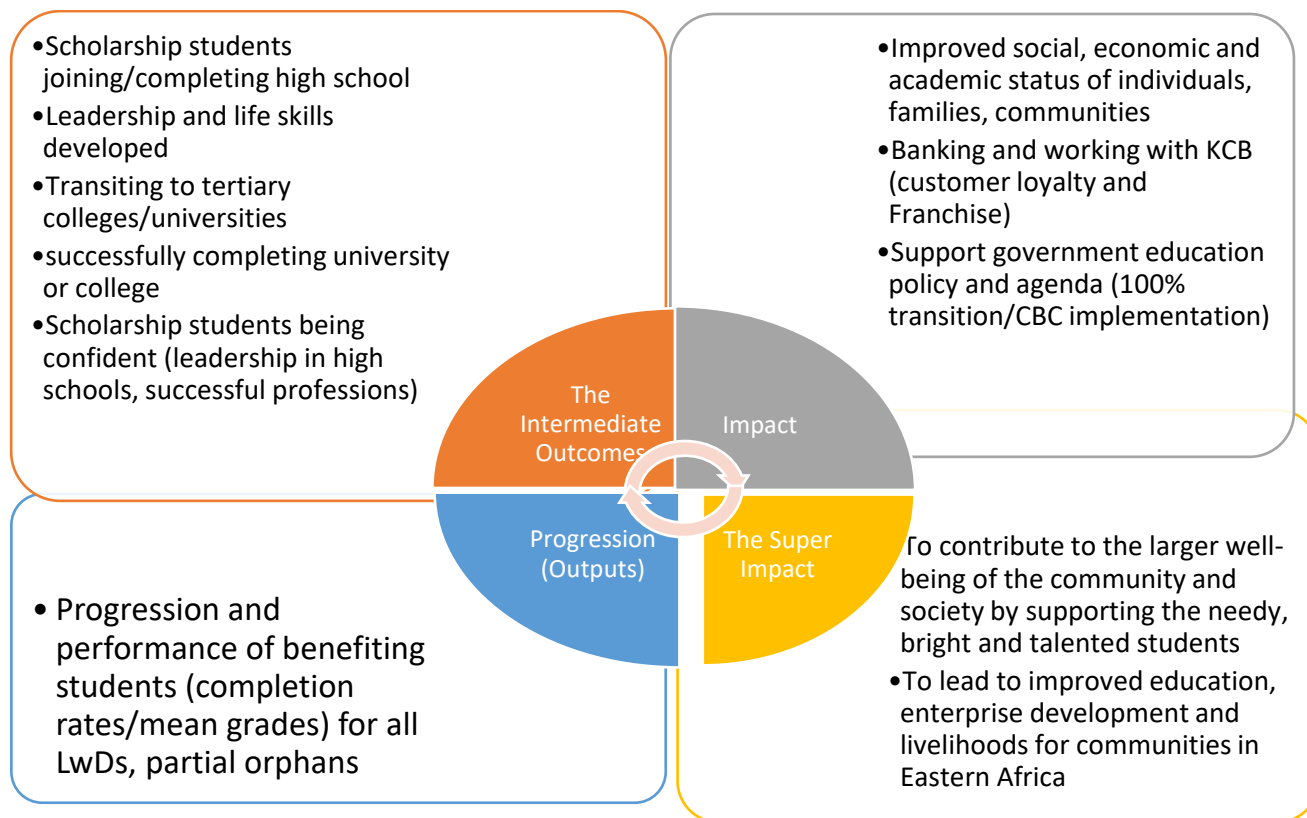 •Scholarship students
joining/completing high school
•Leadership and life skills
developed
•Transiting to tertiary
colleges/universities
•successfully completing university
or college
•Scholarship students being
confident (leadership in high
schools, successful professions)
•Improved social, economic and
academic status of individuals,
families, communities
•Banking and working with KCB
(customer loyalty and
Franchise)
•Support government education
policy and agenda (100%
transition/CBC implementation)
The
Intermediate
Outcomes
Impact
Progression
(Outputs)
The Super
Impact
• Progression and
performance of benefiting
students (completion
rates/mean grades) for all
LwDs, partial orphans
To contribute to the larger well-
being of the community and
society by supporting the needy,
bright and talented students
•To lead to improved education,
enterprise development and
livelihoods for communities in
Eastern Africa